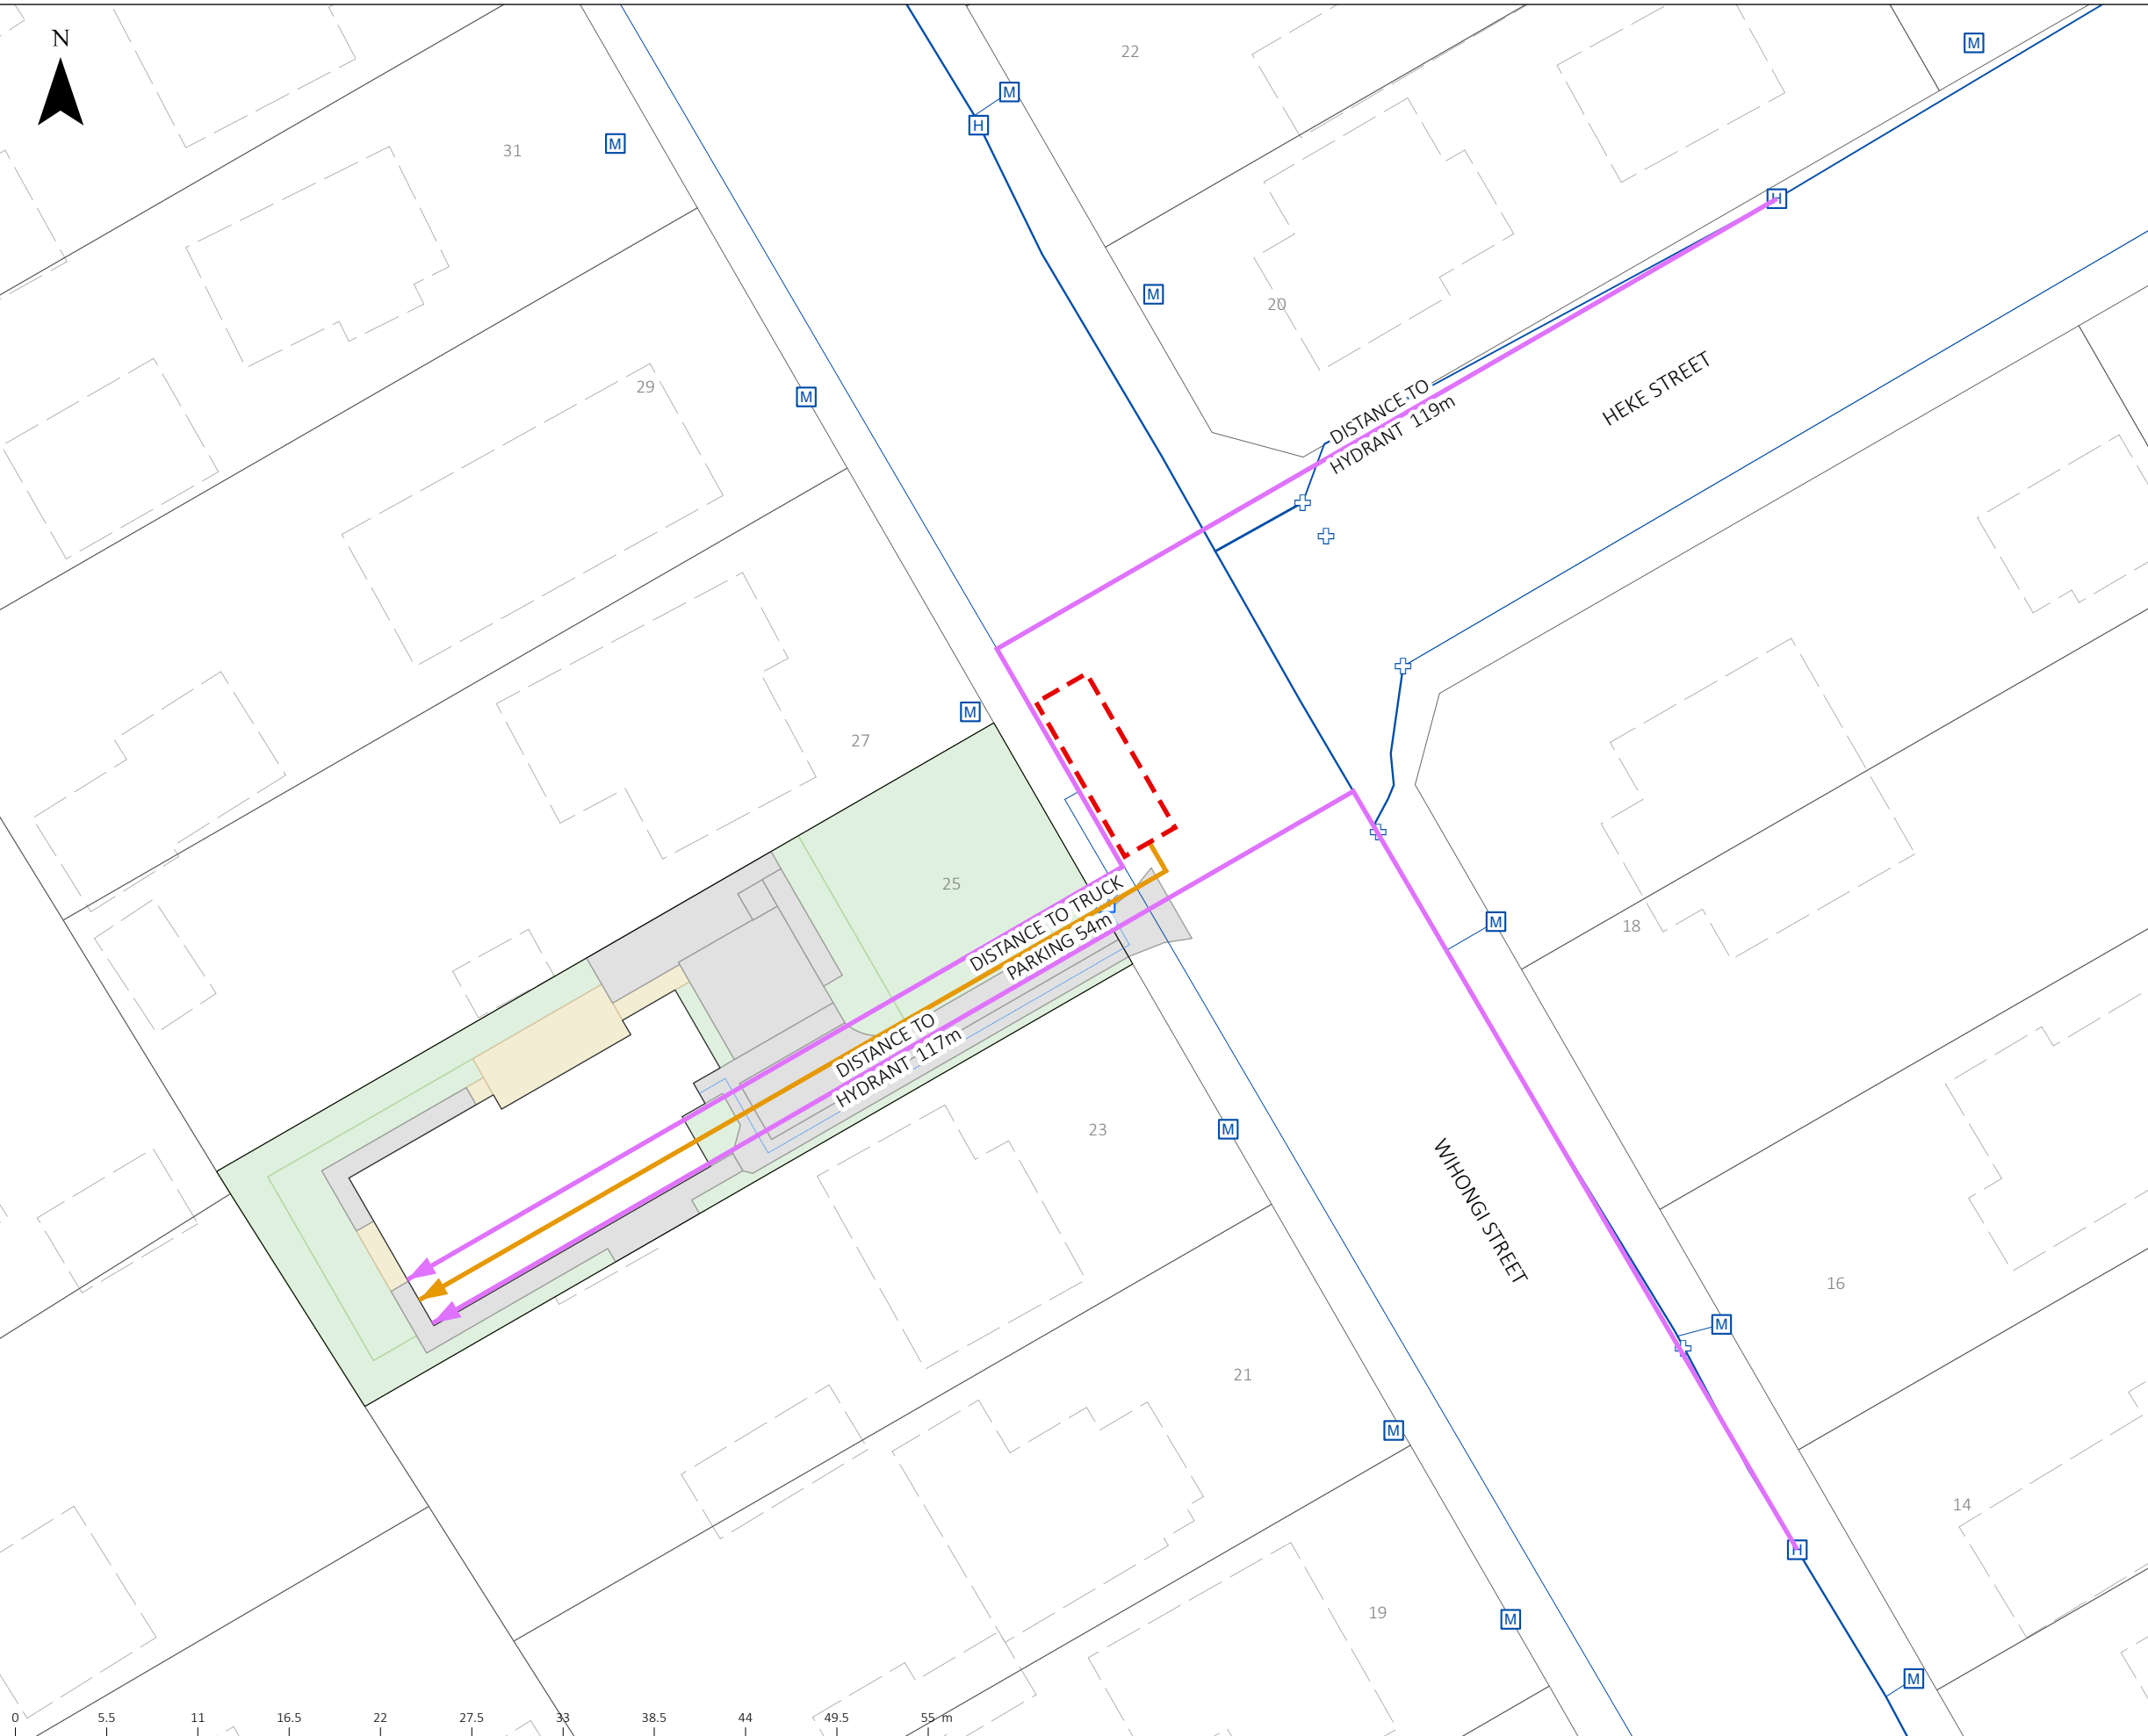 N
22
M
M
H
M
31
H
M
20
29
M
DISTANCE TO
HYDRANT 119m
HEKE STREET
M
27
25
DISTANCE TO TRUCK
PARKING 54m
M
18
DISTANCE TO
HYDRANT 117m
23
M
WIHONGI STREET
16
M
21
M
14
H
19
M
M
0 5.5 11 16.5 22 27.5 33 38.5 44 49.5 55 m